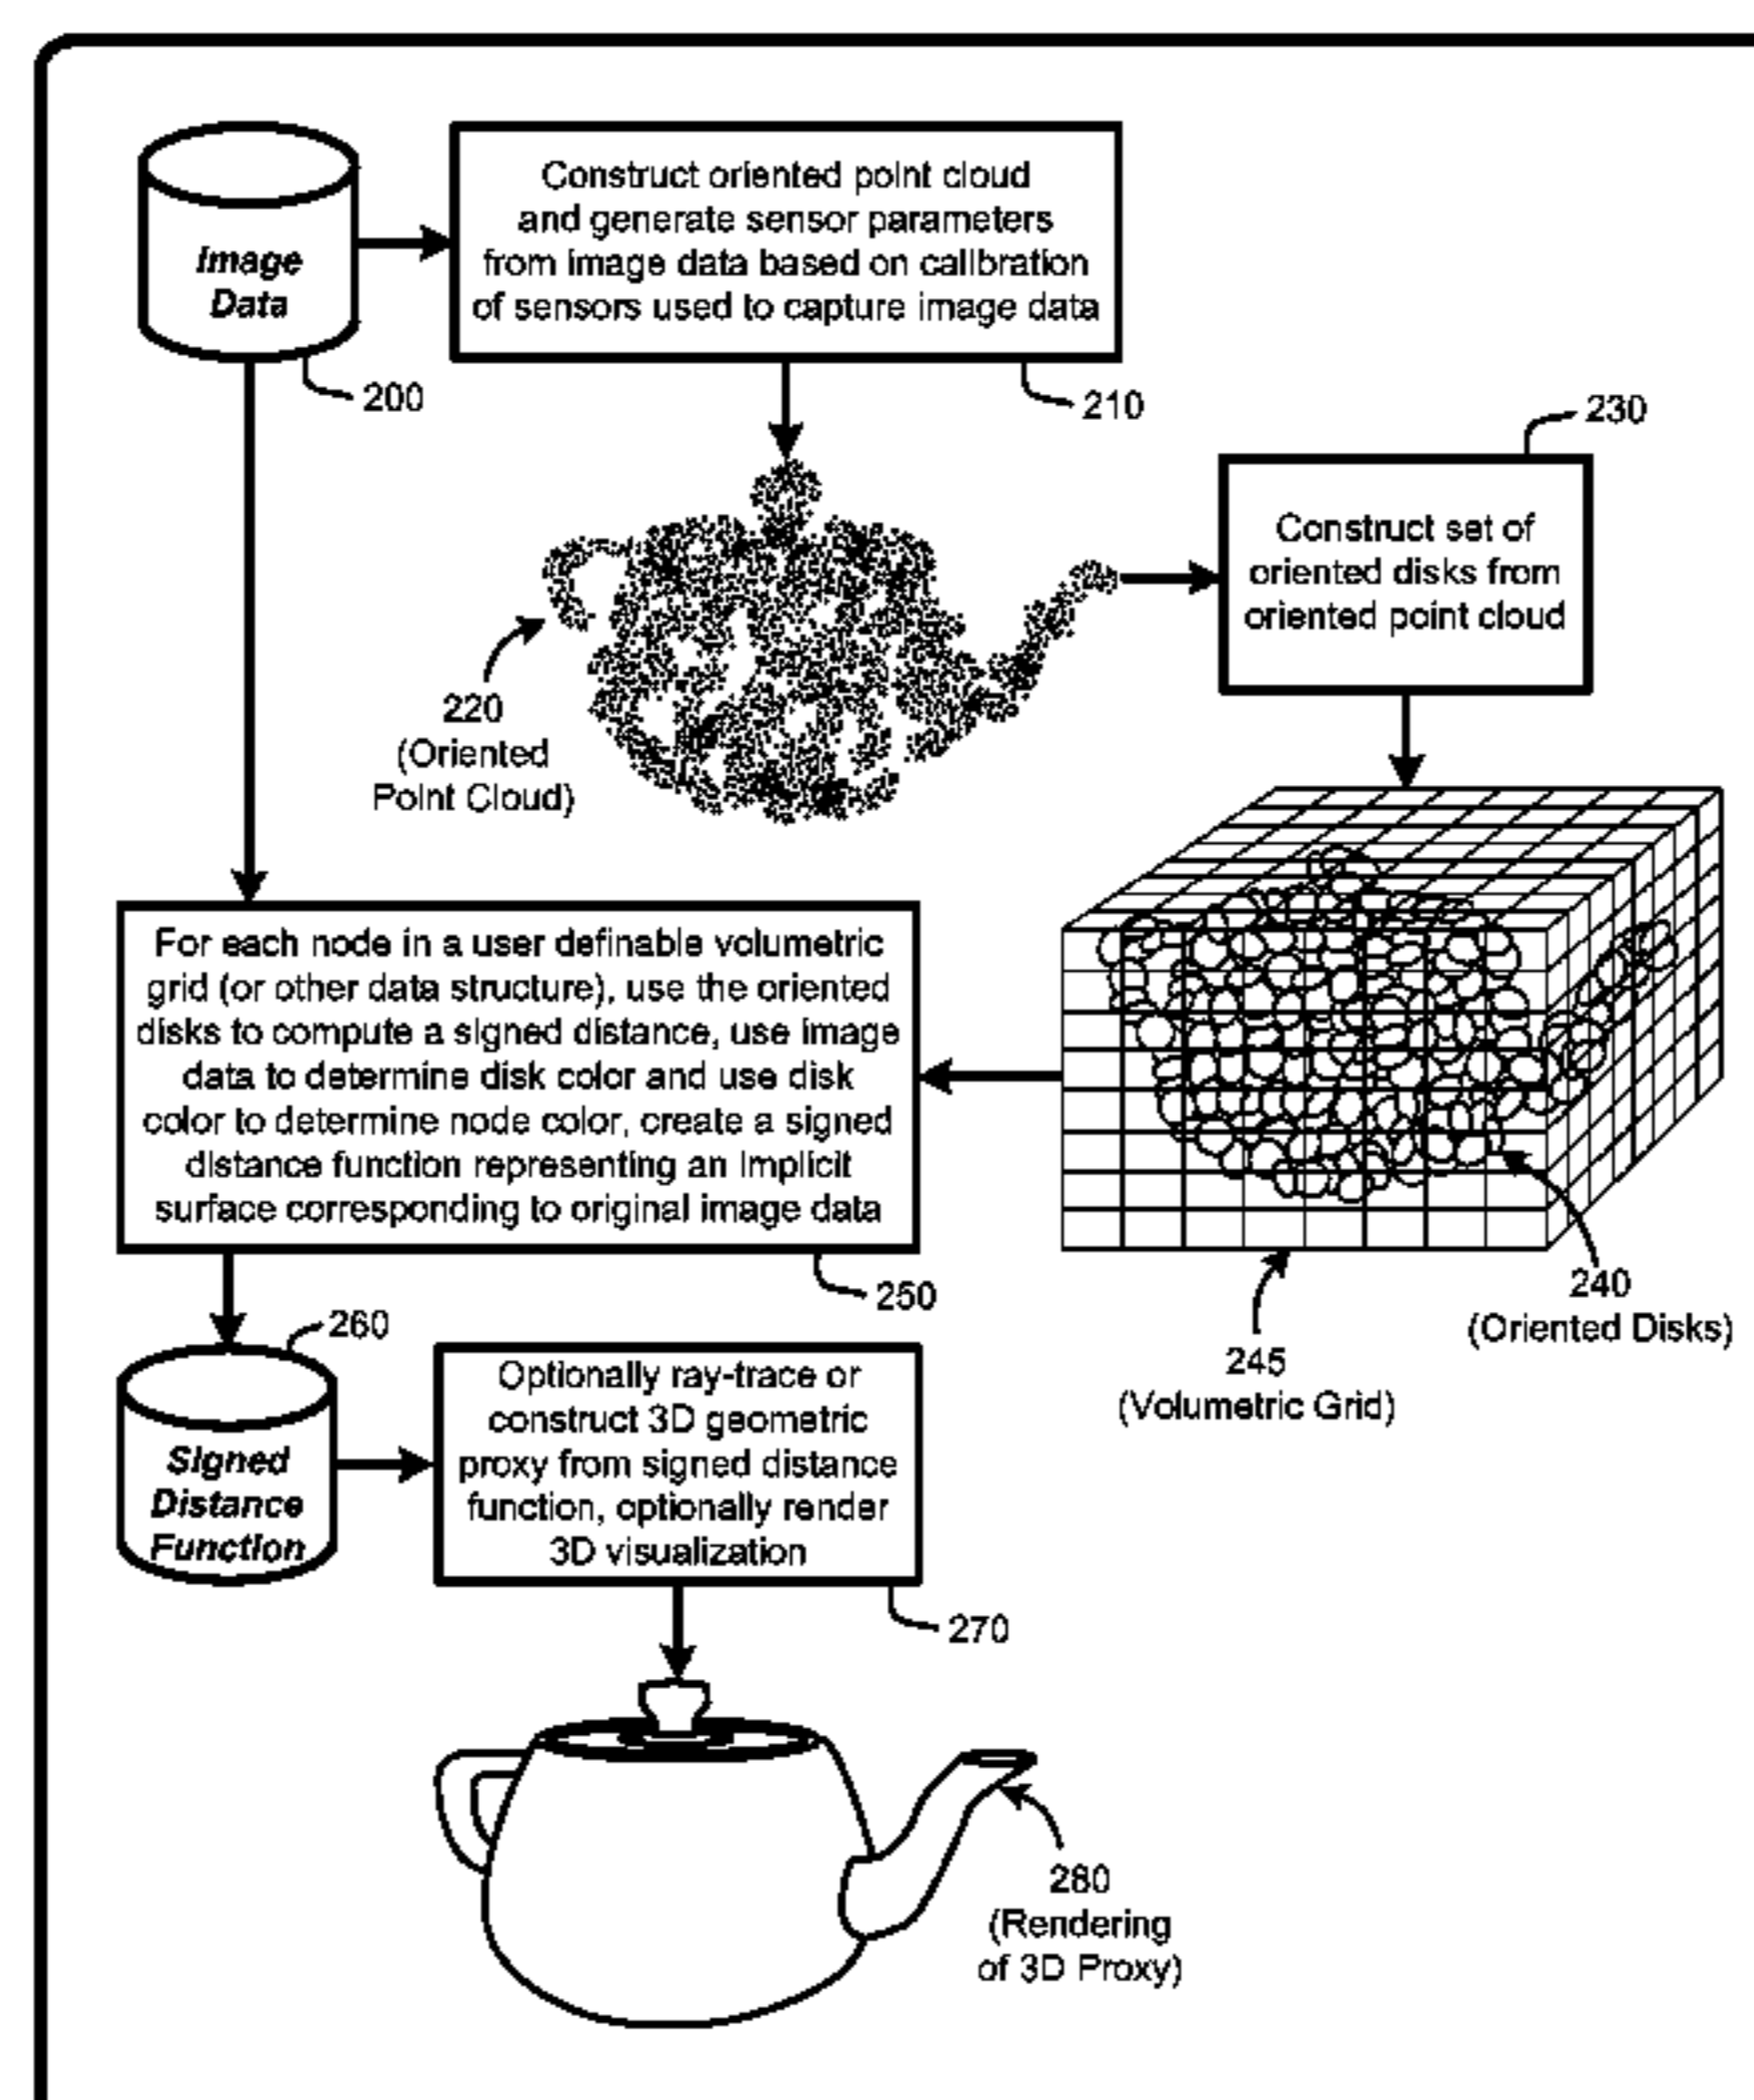 Image
Data
200
Construct oriented point cloud
and generate sensor parameters
from image data based on calibration
of sensors used to capture image data
210
230
Construct set of
oriented disks from
oriented point cloud
220
(Oriented
Point Cloud)
For each node in a user definable volumetric
grid (or other data structure), use the oriented
disks to compute a signed distance, use image
data to determine disk color and use disk
color to determine node color, create a signed
distance function representing an implicit
surface corresponding to original image data
250
240
(Oriented Disks)
245
(Volumetric Grid)
260
Signed
Distance
Function
Optionally ray-trace or
construct 3D geometric
proxy from signed distance
function, optionally render
3D visualization
270
280
(Rendering
of 3D Proxy)